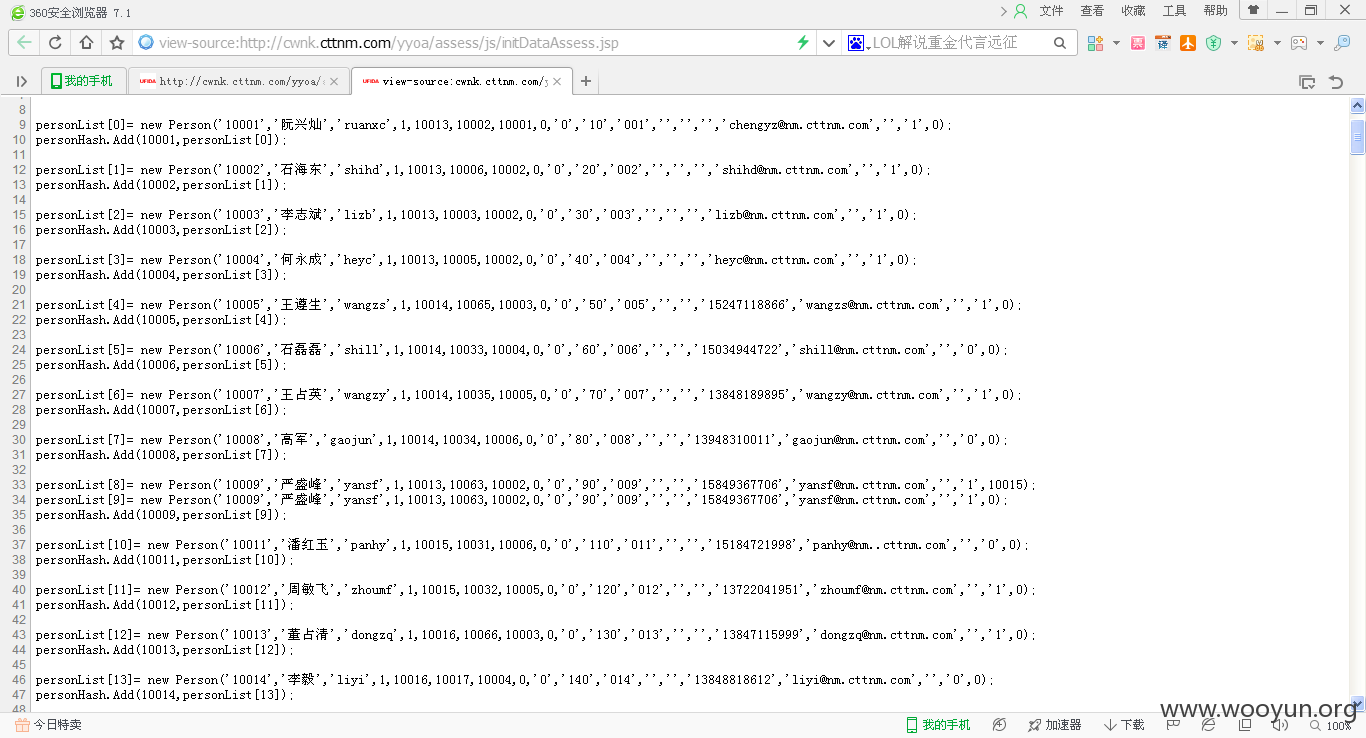 360安全浏览器 7.1
文件 查看 收藏 工具 帮助
view-source:http://cwnk.cttnm.com/yyoa/assess/js/initDataAssess.jsp
LOL解说重金代言远征
我的手机
UFIDA http://cwnk.cttnm.com/yyoa/
UFIDA view-source:cwnk.cttnm.com/y
8
9 personList[0]= new Person('10001','阮兴灿','ruanxc',1,10013,10002,10001,0,'0','10','001','','','','chengyz@nm.cttnm.com','','1',0);
10 personHash.Add(10001,personList[0]);
11
12 personList[1]= new Person('10002','石海东','shihd',1,10013,10006,10002,0,'0','20','002','','','','shihd@nm.cttnm.com','','1',0);
13 personHash.Add(10002,personList[1]);
14
15 personList[2]= new Person('10003','李志斌','lizb',1,10013,10003,10002,0,'0','30','003','','','','lizb@nm.cttnm.com','','1',0);
16 personHash.Add(10003,personList[2]);
17
18 personList[3]= new Person('10004','何永成','heyc',1,10013,10005,10002,0,'0','40','004','','','','heyc@nm.cttnm.com','','1',0);
19 personHash.Add(10004,personList[3]);
20
21 personList[4]= new Person('10005','王遵生','wangzs',1,10014,10065,10003,0,'0','50','005','','','15247118866','wangzs@nm.cttnm.com','','1',0);
22 personHash.Add(10005,personList[4]);
23
24 personList[5]= new Person('10006','石磊磊','shill',1,10014,10033,10004,0,'0','60','006','','','15034944722','shill@nm.cttnm.com','','0',0);
25 personHash.Add(10006,personList[5]);
26
27 personList[6]= new Person('10007','王占英','wangzy',1,10014,10035,10005,0,'0','70','007','','','13848189895','wangzy@nm.cttnm.com','','1',0);
28 personHash.Add(10007,personList[6]);
29
30 personList[7]= new Person('10008','高军','gaojun',1,10014,10034,10006,0,'0','80','008','','','13948310011','gaojun@nm.cttnm.com','','0',0);
31 personHash.Add(10008,personList[7]);
32
33 personList[8]= new Person('10009','严盛峰','yansf',1,10013,10063,10002,0,'0','90','009','','','15849367706','yansf@nm.cttnm.com','','1',10015);
34 personList[9]= new Person('10009','严盛峰','yansf',1,10013,10063,10002,0,'0','90','009','','','15849367706','yansf@nm.cttnm.com','','1',0);
35 personHash.Add(10009,personList[9]);
36
37 personList[10]= new Person('10011','潘红玉','panhy',1,10015,10031,10006,0,'0','110','011','','','15184721998','panhy@nm..cttnm.com','','0',0);
38 personHash.Add(10011,personList[10]);
39
40 personList[11]= new Person('10012','周敏飞','zhoumf',1,10015,10032,10005,0,'0','120','012','','','13722041951','zhoumf@nm.cttnm.com','','1',0);
41 personHash.Add(10012,personList[11]);
42
43 personList[12]= new Person('10013','董占清','dongzq',1,10016,10066,10003,0,'0','130','013','','','13847115999','dongzq@nm.cttnm.com','','1',0);
44 personHash.Add(10013,personList[12]);
45
46 personList[13]= new Person('10014','李毅','liyi',1,10016,10017,10004,0,'0','140','014','','','13848818612','liyi@nm.cttnm.com','','0',0);
47 personHash.Add(10014,personList[13]);
48
www.wooyun.org
今日特卖
我的手机 加速器 下载 100%